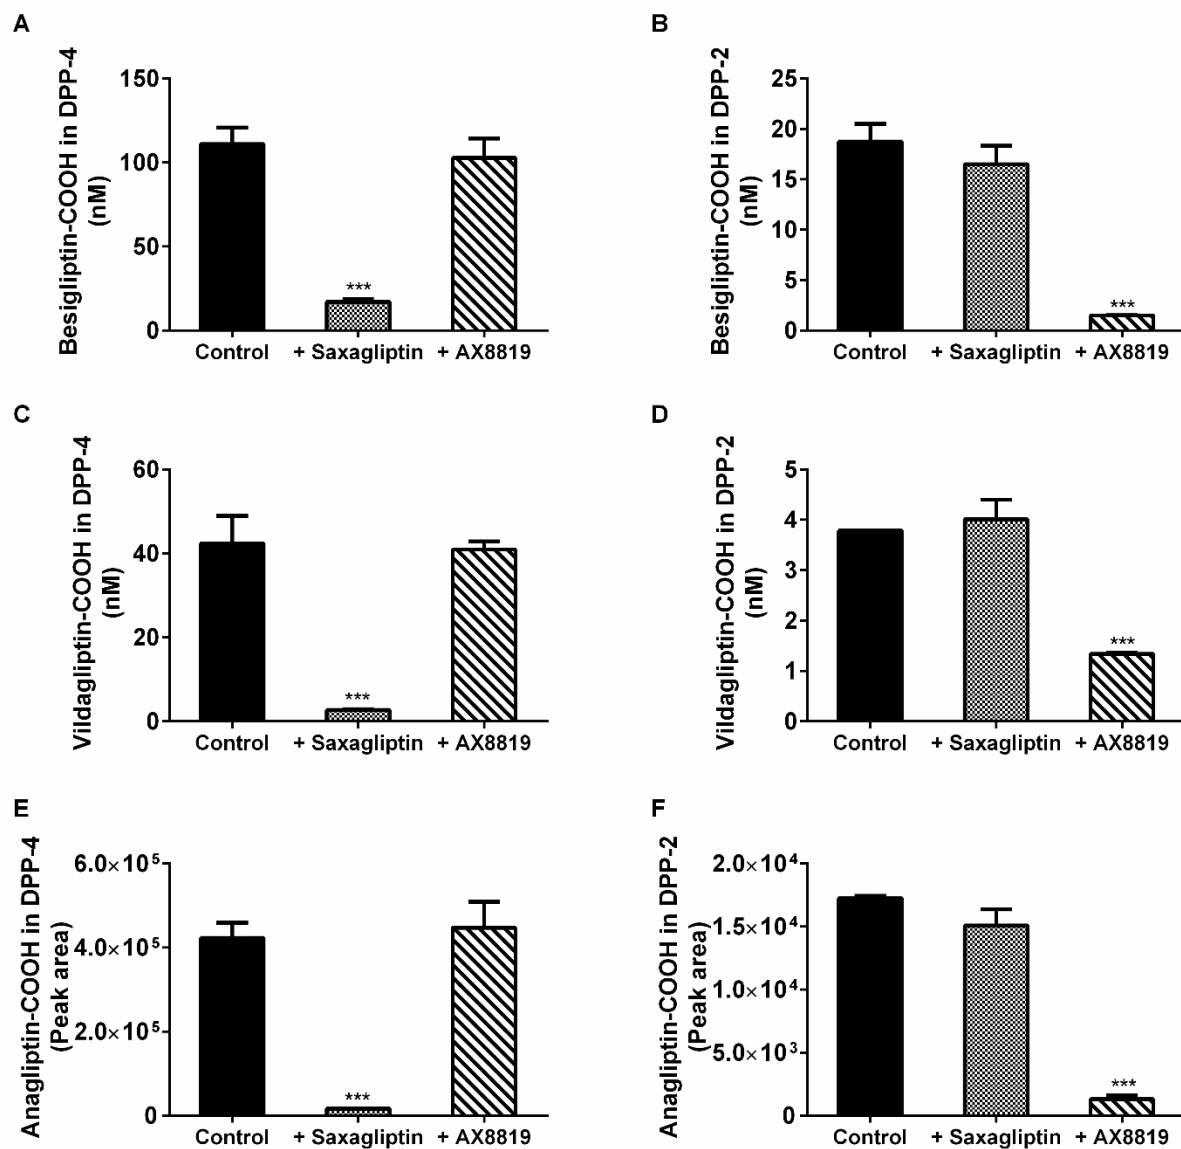 A
Besigliptin-COOH in DPP-4
(nM)
150
100
50
0
***
Control
+ Saxagliptin
+ AX8819
B
Besigliptin-COOH in DPP-2
(nM)
25
20
15
10
5
0
***
Control
+ Saxagliptin
+ AX8819
C
Vildagliptin-COOH in DPP-4
(nM)
60
40
20
0
***
Control
+ Saxagliptin
+ AX8819
D
Vildagliptin-COOH in DPP-2
(nM)
5
4
3
2
1
0
***
Control
+ Saxagliptin
+ AX8819
E
Anagliptin-COOH in DPP-4
(Peak area)
6.0×10⁵
4.0×10⁵
2.0×10⁵
0
***
Control
+ Saxagliptin
+ AX8819
F
Anagliptin-COOH in DPP-2
(Peak area)
2.0×10⁴
1.5×10⁴
1.0×10⁴
5.0×10³
0
***
Control
+ Saxagliptin
+ AX8819